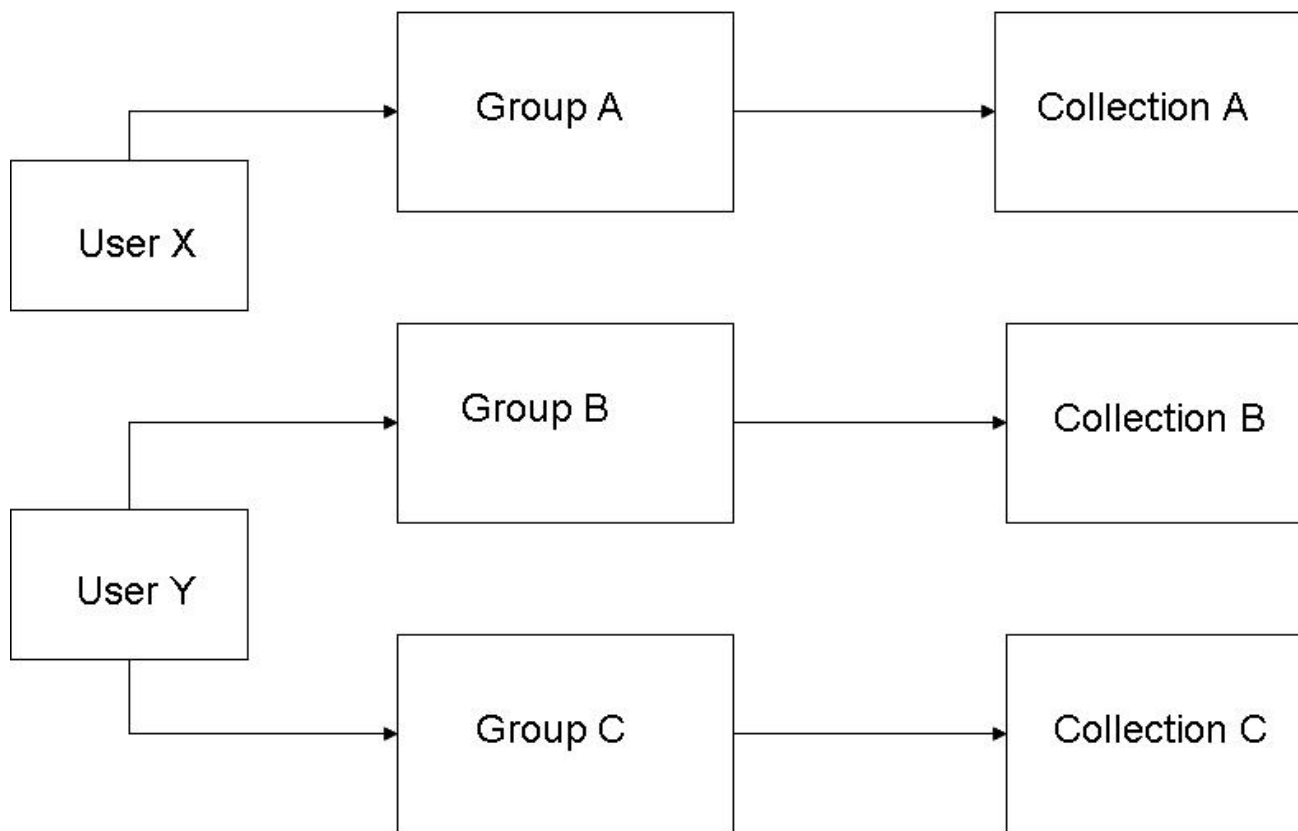 Group A
Collection A
User X
Group B
Collection B
User Y
Group C
Collection C